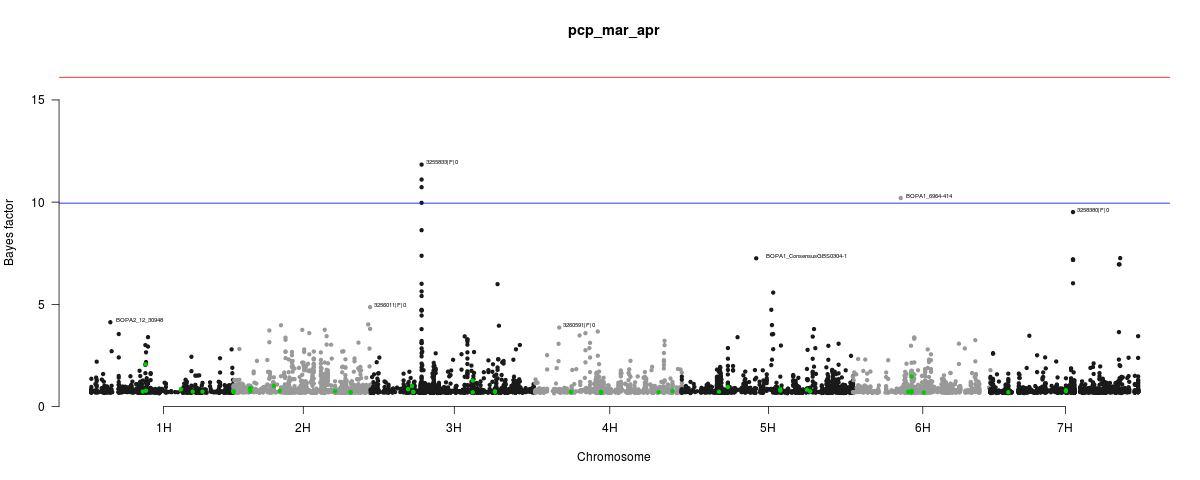 pcp_mar_apr
15
10
5
0
Bayes factor
3255833|F|0
BOPA1_6964-414
3258380|F|0
BOPA1_ConsensusGBS0304-1
3256011|F|0
BOPA2_12_30948
3260591|F|0
1H 2H 3H 4H 5H 6H 7H
Chromosome